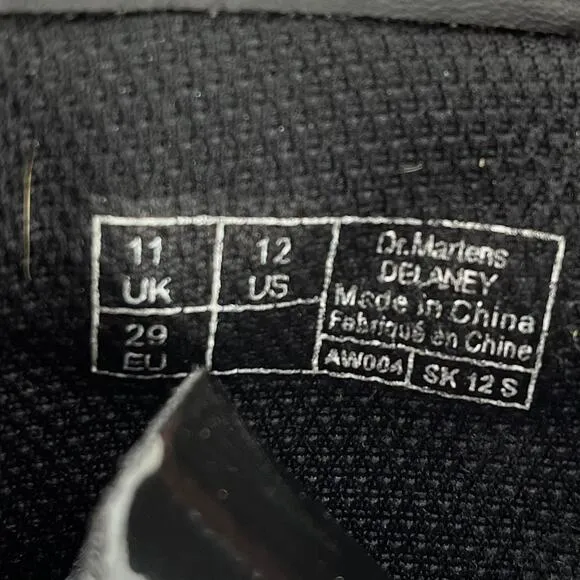 11
UK
12
US
29
EU
Dr.Martens
DELANEY
Made in China
Fabriqué en Chine
AW004
SK 12 S